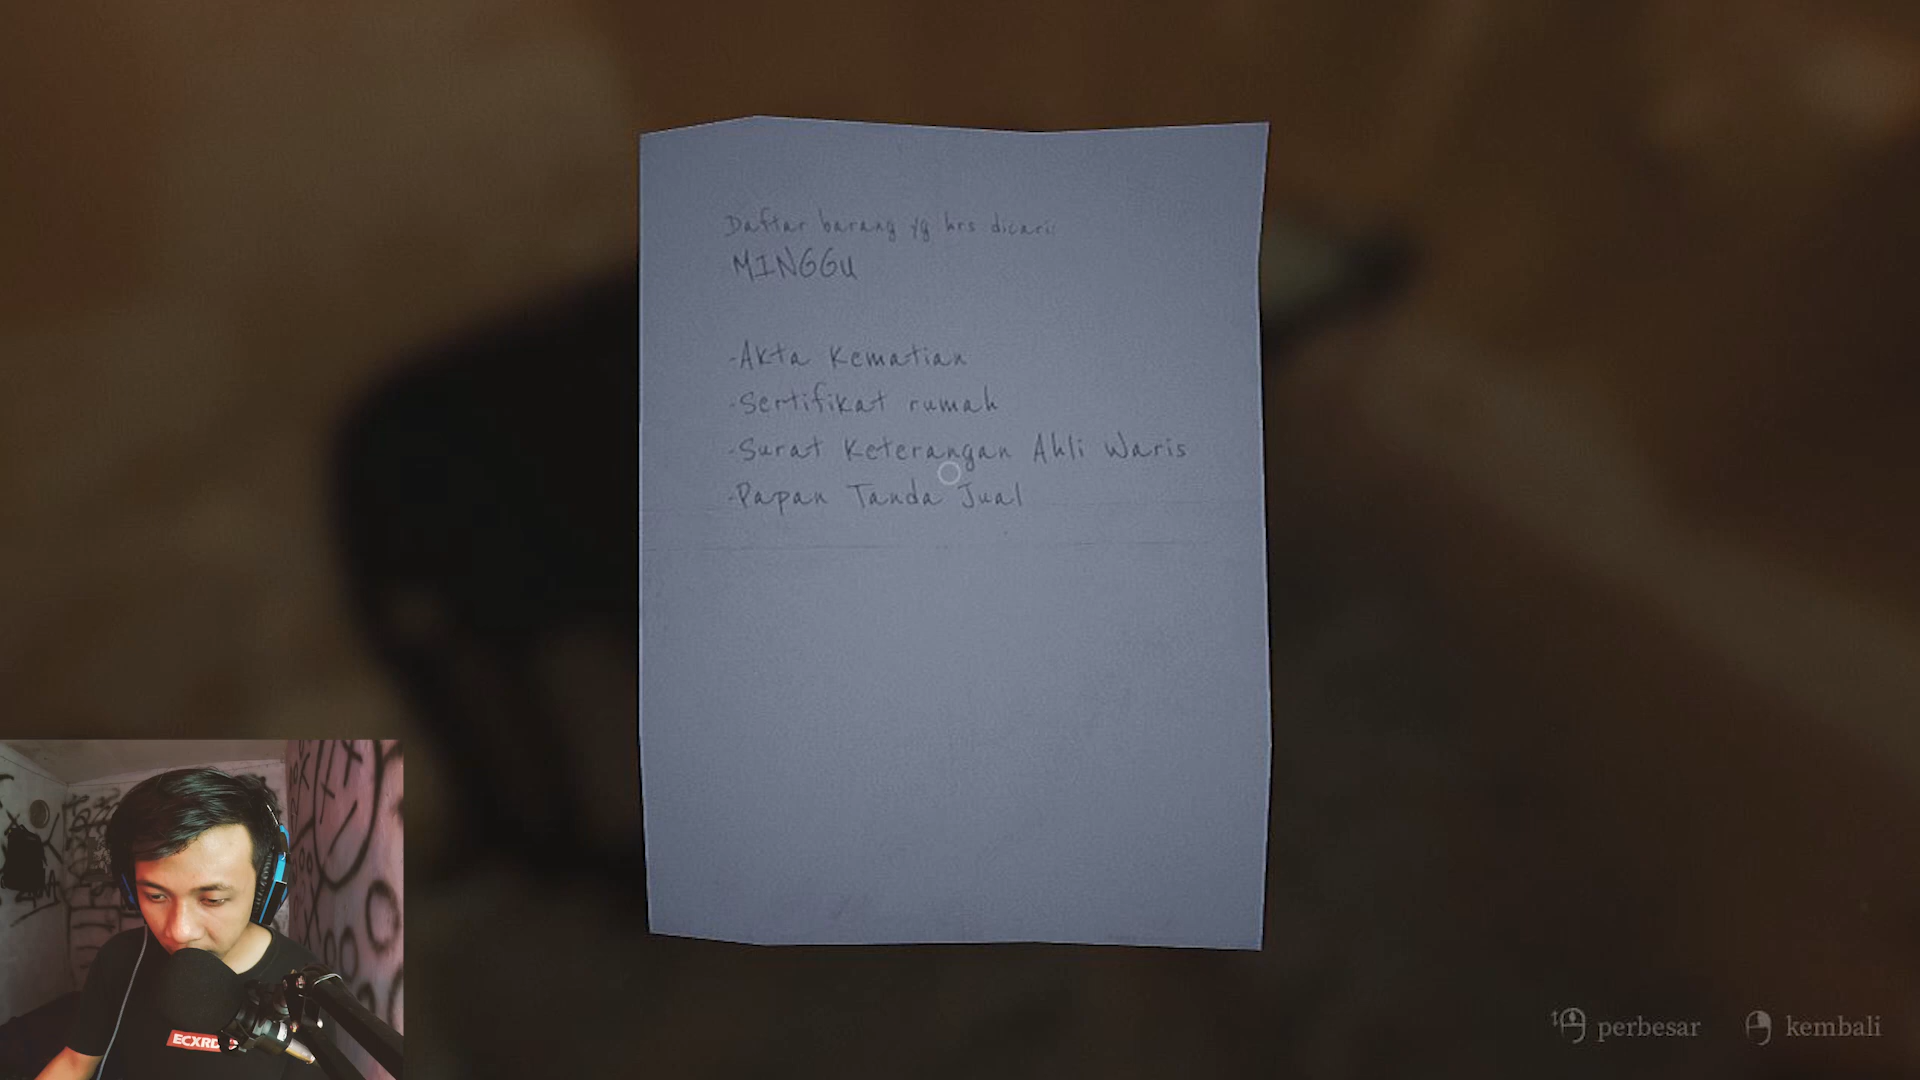 Daftar barang yg hrs dicari:
MINGGU
-Akta Kematian
-Sertifikat rumah
-Surat Keterangan Ahli Waris
-Papan Tanda Jual
perbesar
kembali